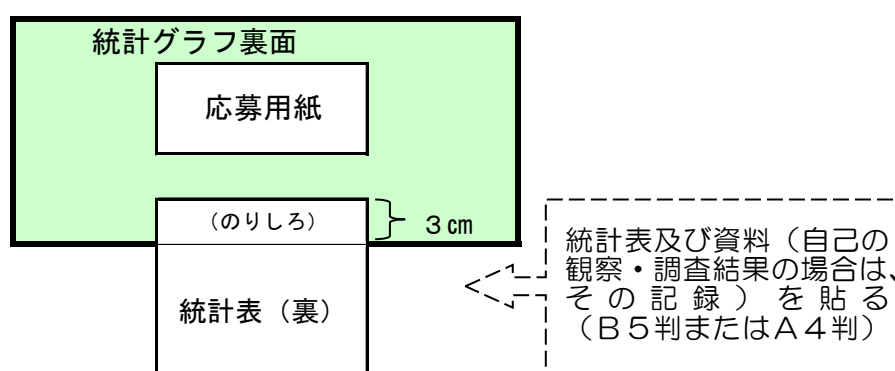 統計グラフ裏面
応募用紙
（のりしろ）
３㎝
統計表（裏）
統計表及び資料（自己の
観察・調査結果の場合は、
その記録）を貼る
（Ｂ５判またはＡ４判）